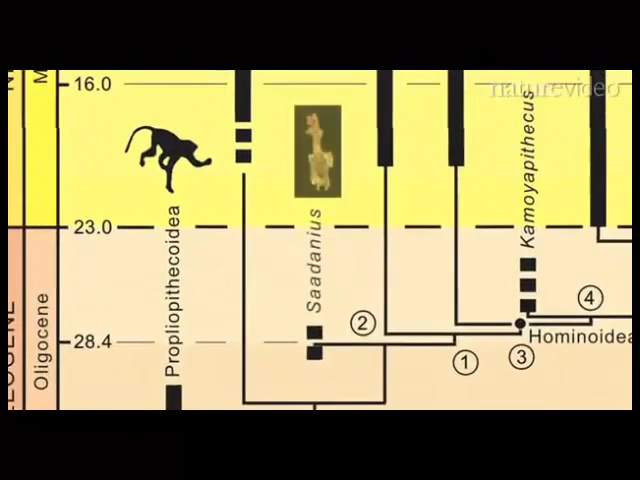 naturevideo
16.0
23.0
28.4
Oligocene
Propliopithecoidea
Saadanius
Kamoyapithecus
Hominoidea
②
①
③
④